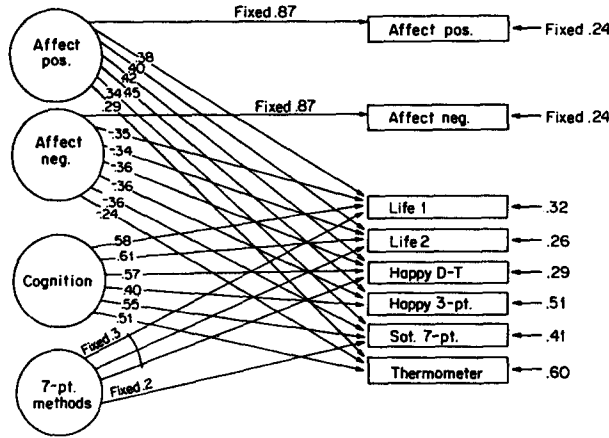 Fixed .87
Affect pos.
Affect pos.
Fixed .24
.38
.40
.42
.34 .45
.29
Fixed .87
Affect neg.
Affect neg.
Fixed .24
-.35
-.34
-.36
-.36
-.36
-.24
Life 1
.32
Life 2
.26
Cognition
.58
.61
.57
.40
.55
.51
Happy D-T
.29
Happy 3-pt.
.51
Sat. 7-pt.
.41
Thermometer
.60
7-pt. methods
Fixed .3
Fixed .2